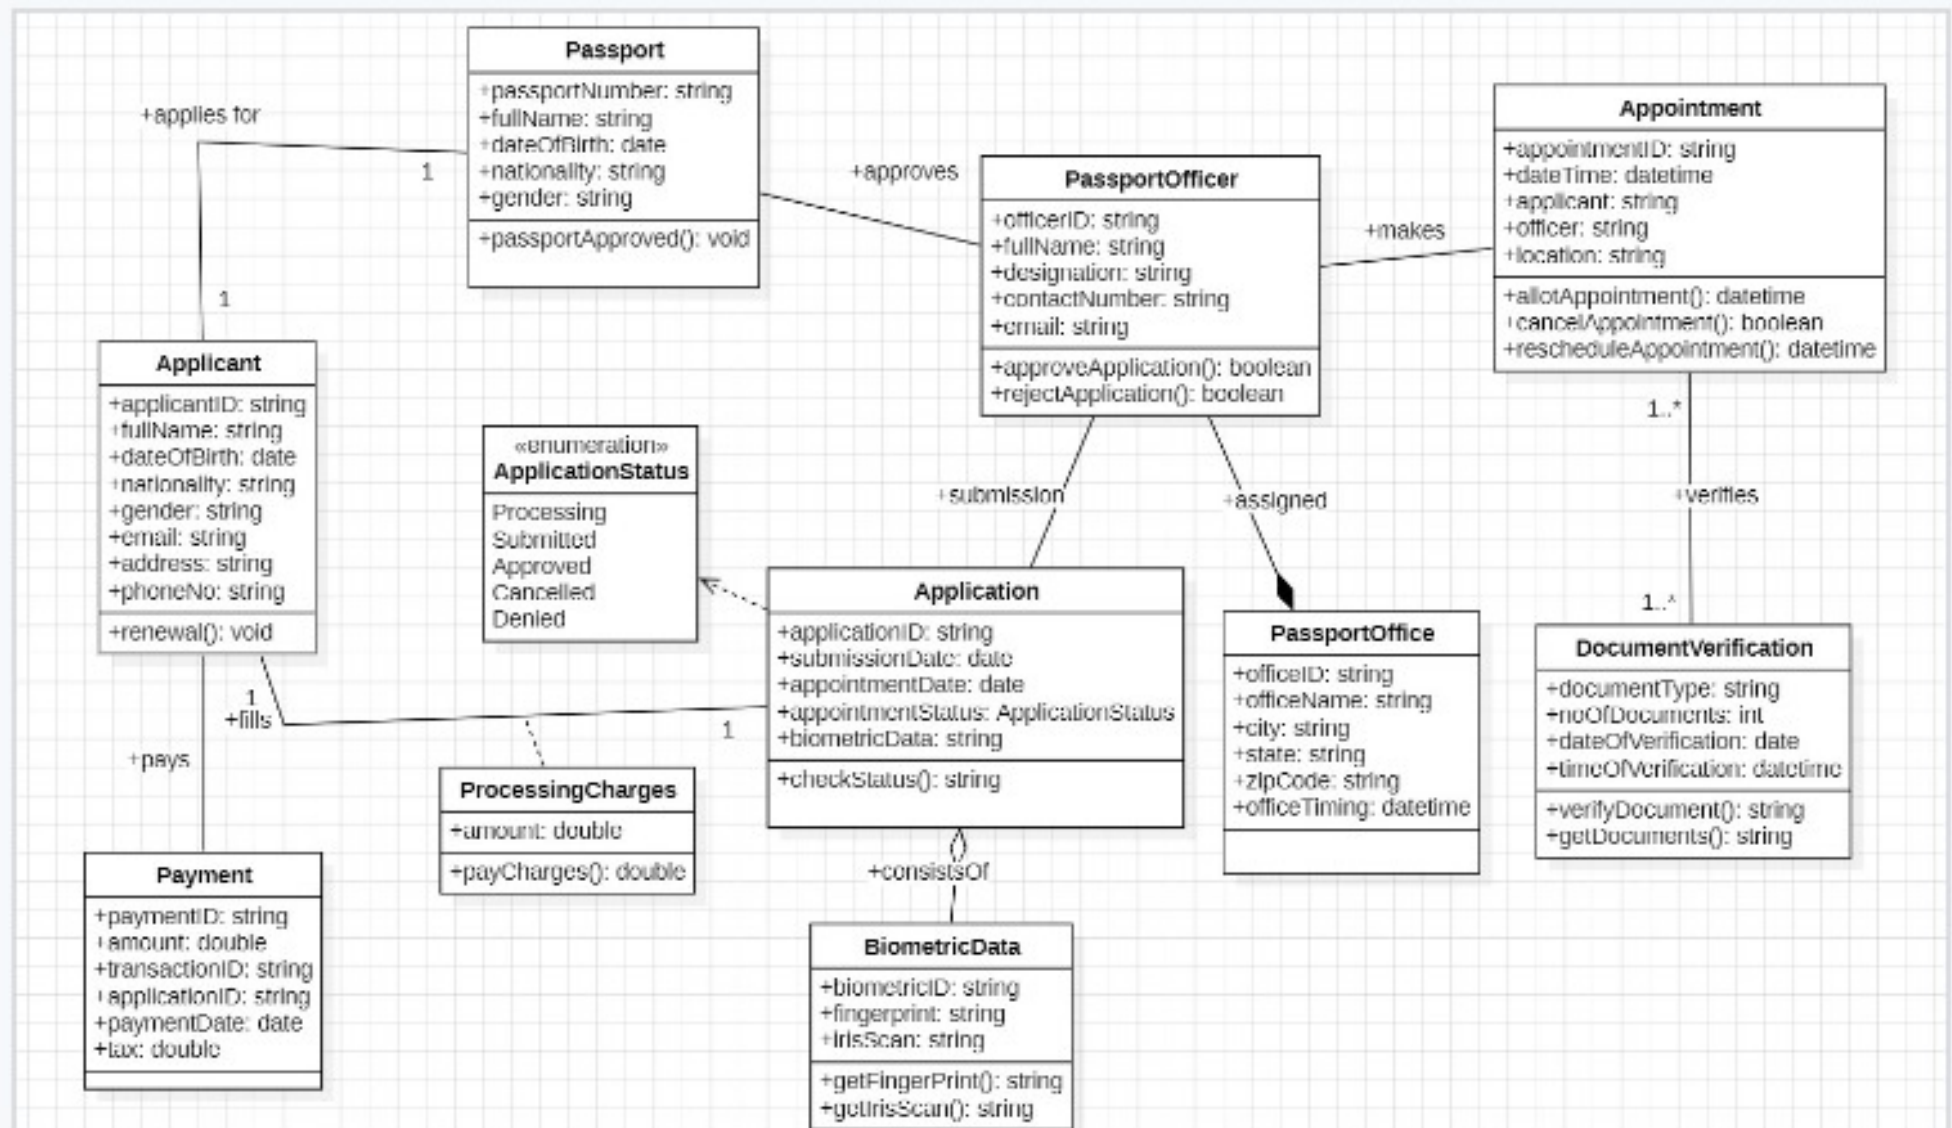 Passport
+passportNumber: string
+fullName: string
+dateOfBirth: date
+nationality: string
+gender: string
+passportApproved(): void
+applies for
1
1
+approves
PassportOfficer
+officerID: string
+fullName: string
+designation: string
+contactNumber: string
+email: string
+approveApplication(): boolean
+rejectApplication(): boolean
+makes
Appointment
+appointmentID: string
+dateTime: datetime
+applicant: string
+officer: string
+location: string
+allotAppointment(): datetime
+cancelAppointment(): boolean
+rescheduleAppointment(): datetime
Applicant
+applicantID: string
+fullName: string
+dateOfBirth: date
+nationality: string
+gender: string
+email: string
+address: string
+phoneNo: string
+renewal(): void
«enumeration»
ApplicationStatus
Processing
Submitted
Approved
Cancelled
Denied
+submission
+assigned
1..*
+verifies
1..*
Application
+applicationID: string
+submissionDate: date
+appointmentDate: date
+appointmentStatus: ApplicationStatus
+biometricData: string
+checkStatus(): string
PassportOffice
+officeID: string
+officeName: string
+city: string
+state: string
+zipCode: string
+officeTiming: datetime
DocumentVerification
+documentType: string
+noOfDocuments: int
+dateOfVerification: date
+timeOfVerification: datetime
+verifyDocument(): string
+getDocuments(): string
1
+fills
1
+pays
ProcessingCharges
+amount: double
+payCharges(): double
+consistsOf
Payment
+paymentID: string
+amount: double
+transactionID: string
+applicationID: string
+paymentDate: date
+tax: double
BiometricData
+biometricID: string
+fingerprint: string
+irisScan: string
+getFingerPrint(): string
+getIrisScan(): string